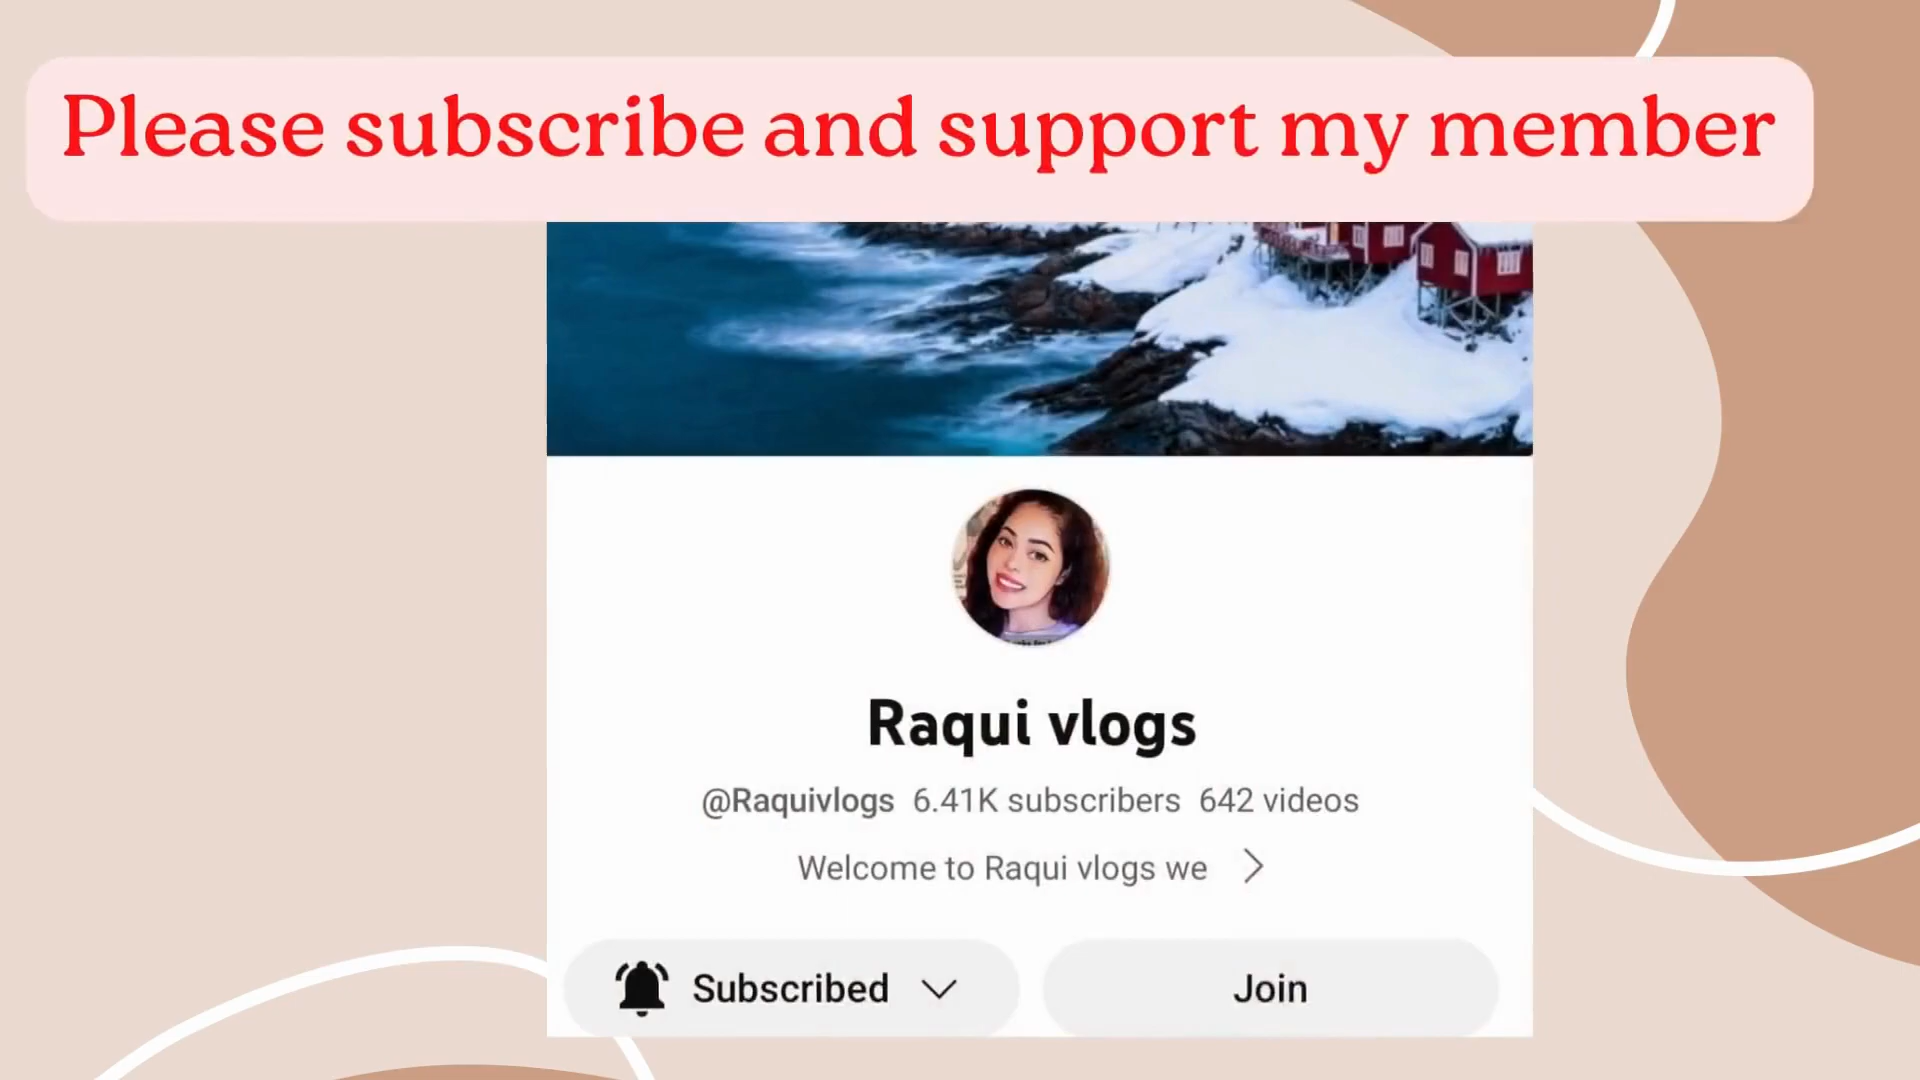 Please subscribe and support my member
Raqui vlogs
@Raquivlogs 6.41K subscribers 642 videos
Welcome to Raqui vlogs we
Subscribed
Join